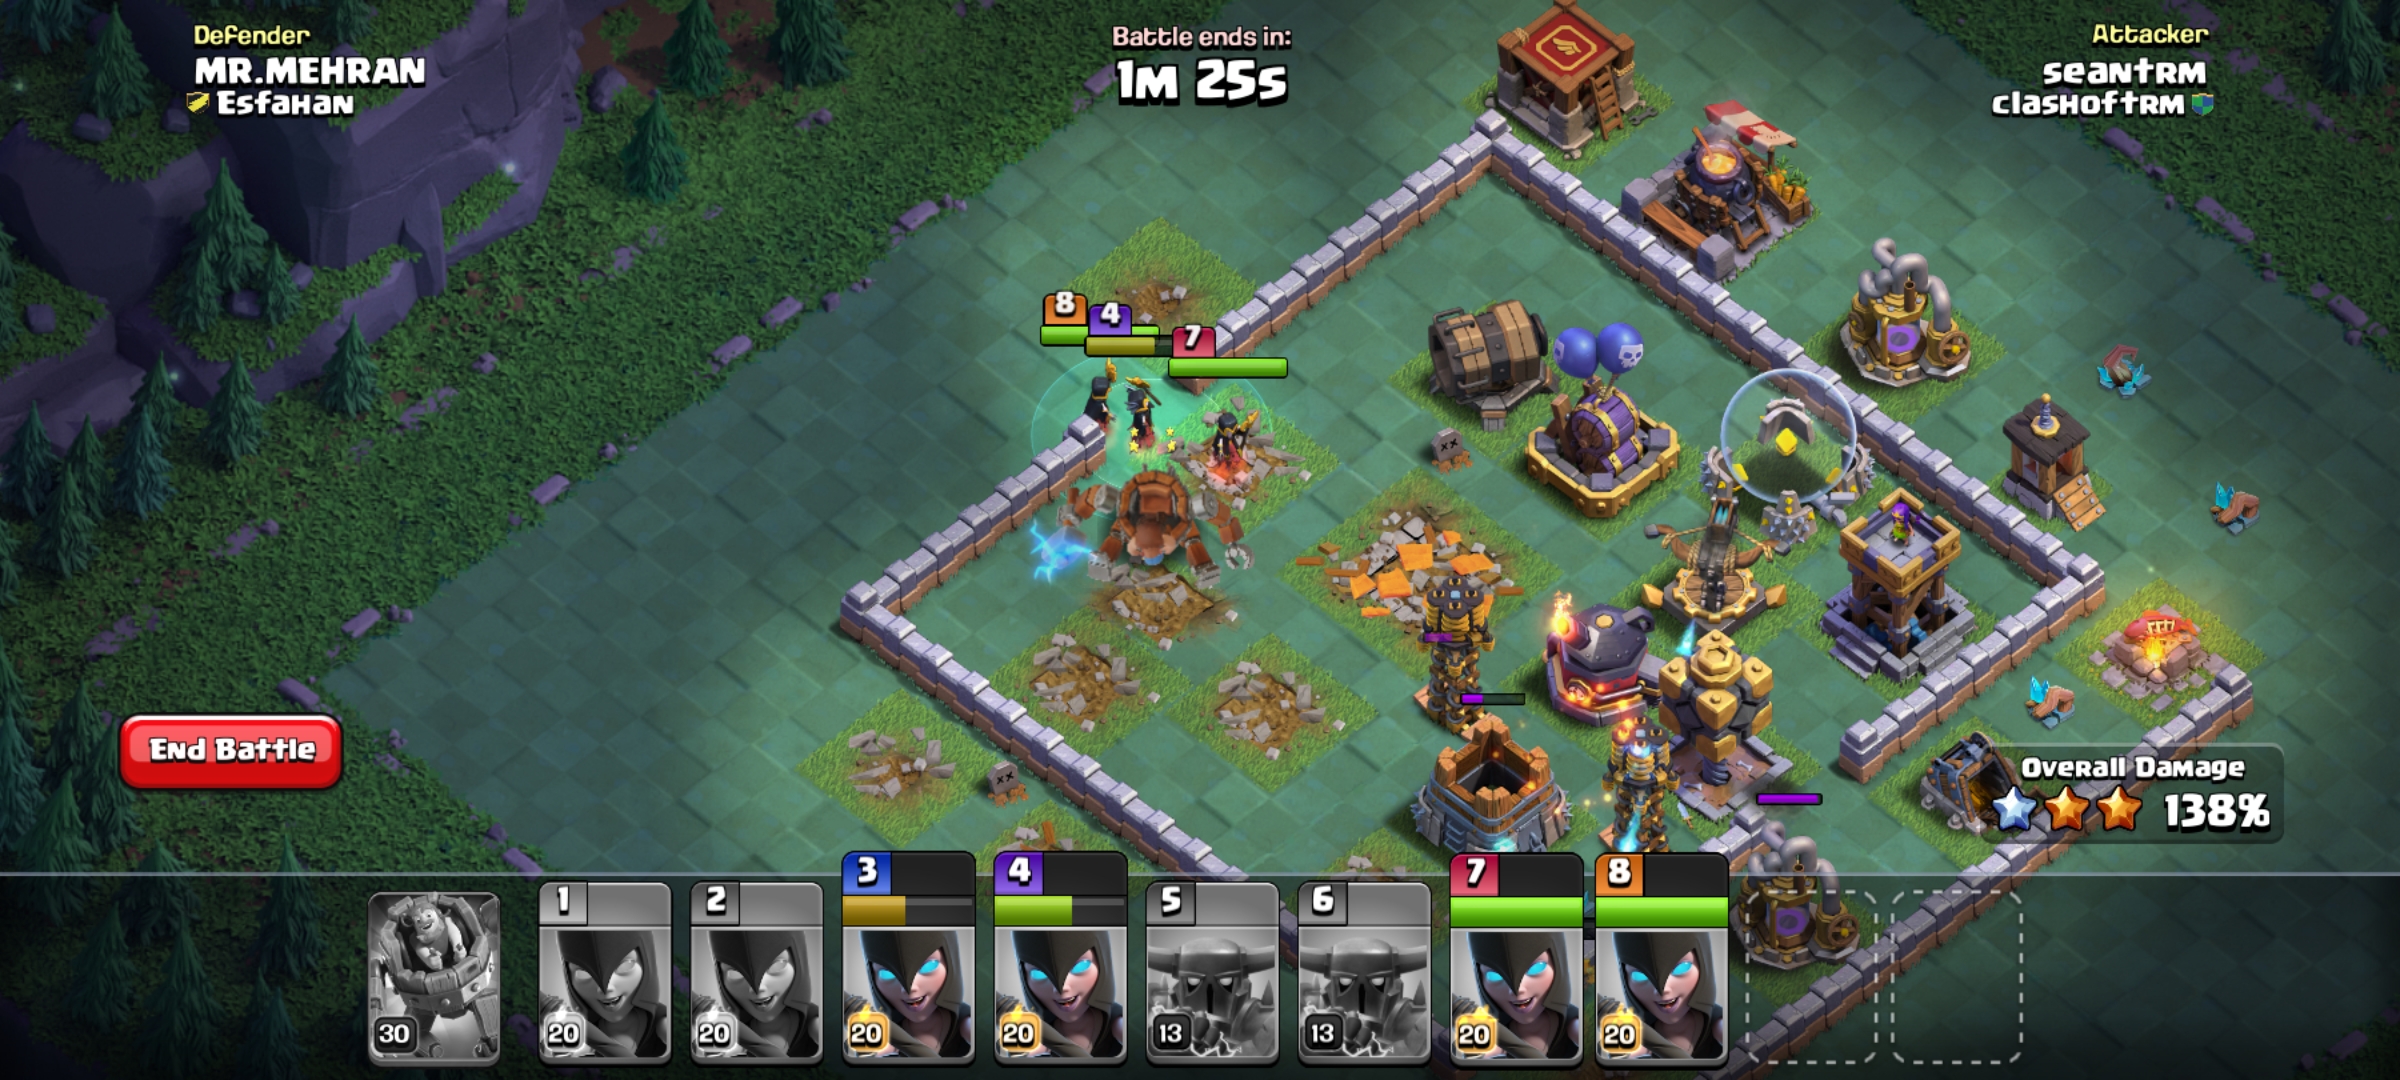 Defender
MR.MEHRAN
Esfahan
Battle ends in:
1M 25s
Attacker
seantRM
clashoftRM
8
4
7
End Battle
Overall Damage
138%
1
2
3
4
5
6
7
8
30
20
20
20
20
13
13
20
20